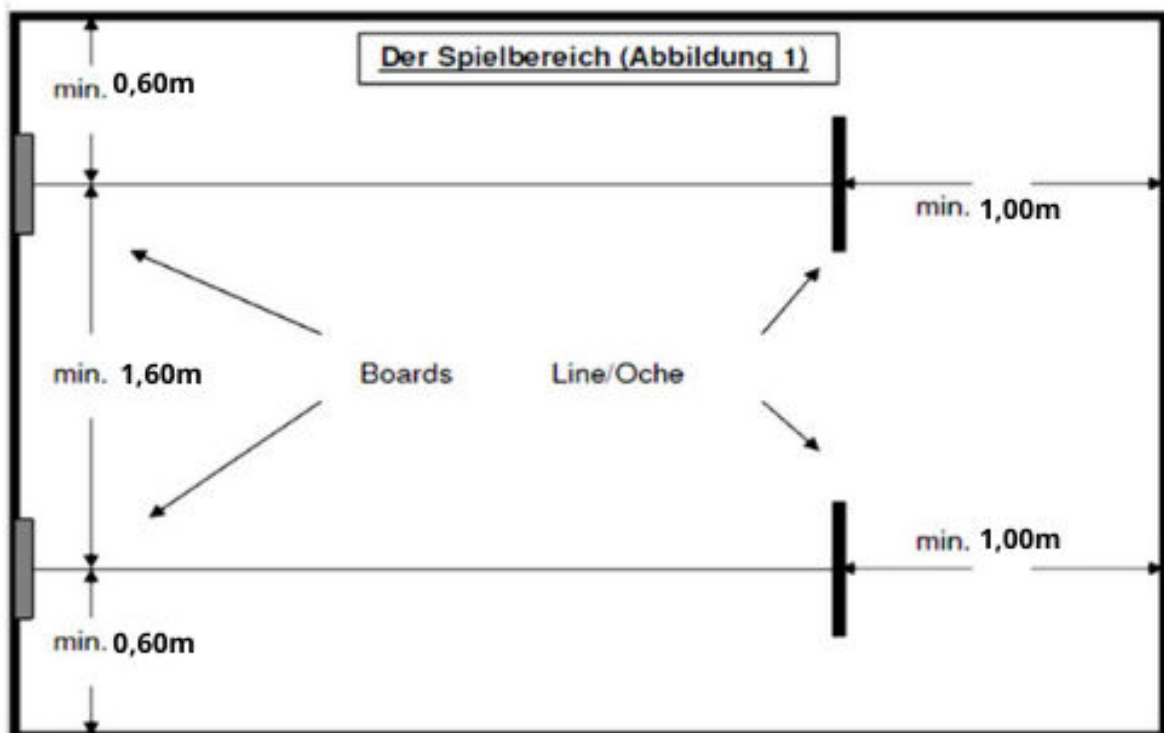 Der Spielbereich (Abbildung 1)
min. 0,60m
min. 1,00m
min. 1,60m
Boards
Line/Oche
min. 1,00m
min. 0,60m